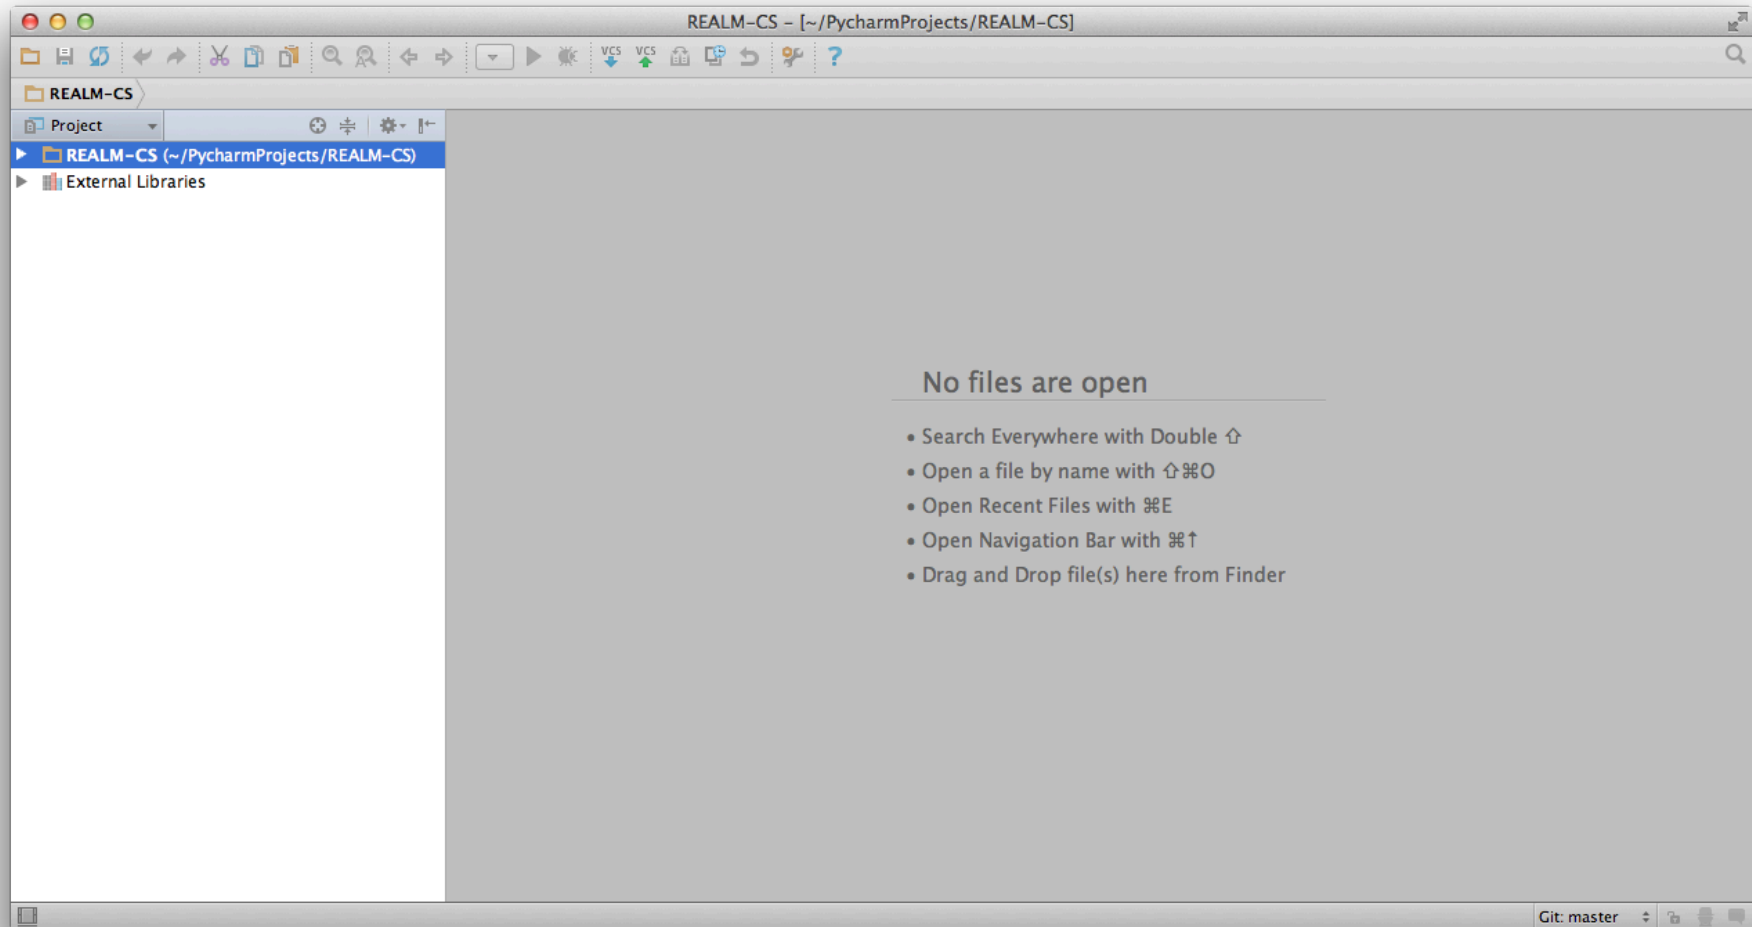 REALM-CS – [~/PycharmProjects/REALM-CS]
VCS VCS ?
REALM-CS
Project
REALM-CS (~/PycharmProjects/REALM-CS)
External Libraries
No files are open
• Search Everywhere with Double ⇧
• Open a file by name with ⇧⌘O
• Open Recent Files with ⌘E
• Open Navigation Bar with ⌘↑
• Drag and Drop file(s) here from Finder
Git: master